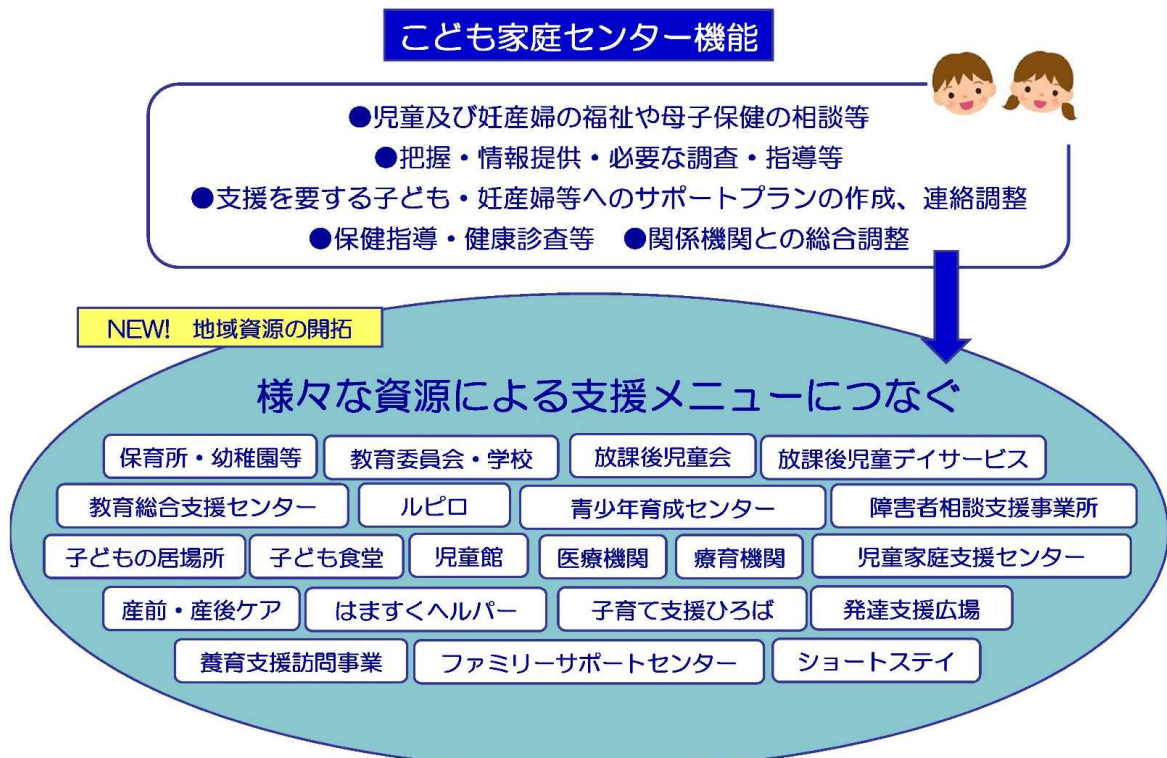 こども家庭センター機能
●児童及び妊産婦の福祉や母子保健の相談等
●把握・情報提供・必要な調査・指導等
●支援を要する子ども・妊産婦等へのサポートプランの作成、連絡調整
●保健指導・健康診査等　●関係機関との総合調整
NEW!　地域資源の開拓
様々な資源による支援メニューにつなぐ
保育所・幼稚園等　教育委員会・学校　放課後児童会　放課後児童デイサービス
教育総合支援センター　ルピロ　青少年育成センター　障害者相談支援事業所
子どもの居場所　子ども食堂　児童館　医療機関　療育機関　児童家庭支援センター
産前・産後ケア　はますくヘルパー　子育て支援ひろば　発達支援広場
養育支援訪問事業　ファミリーサポートセンター　ショートステイ